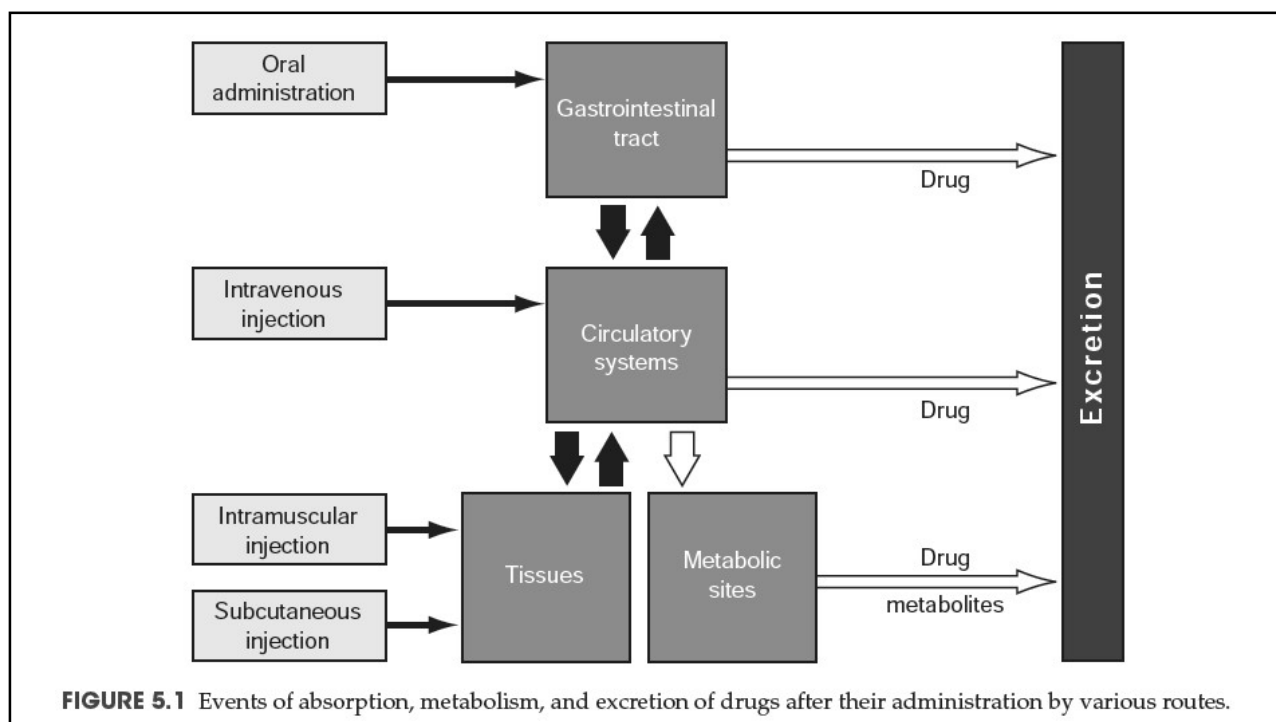 Oral
administration
Gastrointestinal
tract
Drug
Intravenous
injection
Circulatory
systems
Drug
Excretion
Intramuscular
injection
Subcutaneous
injection
Tissues
Metabolic
sites
Drug
metabolites
FIGURE 5.1 Events of absorption, metabolism, and excretion of drugs after their administration by various routes.